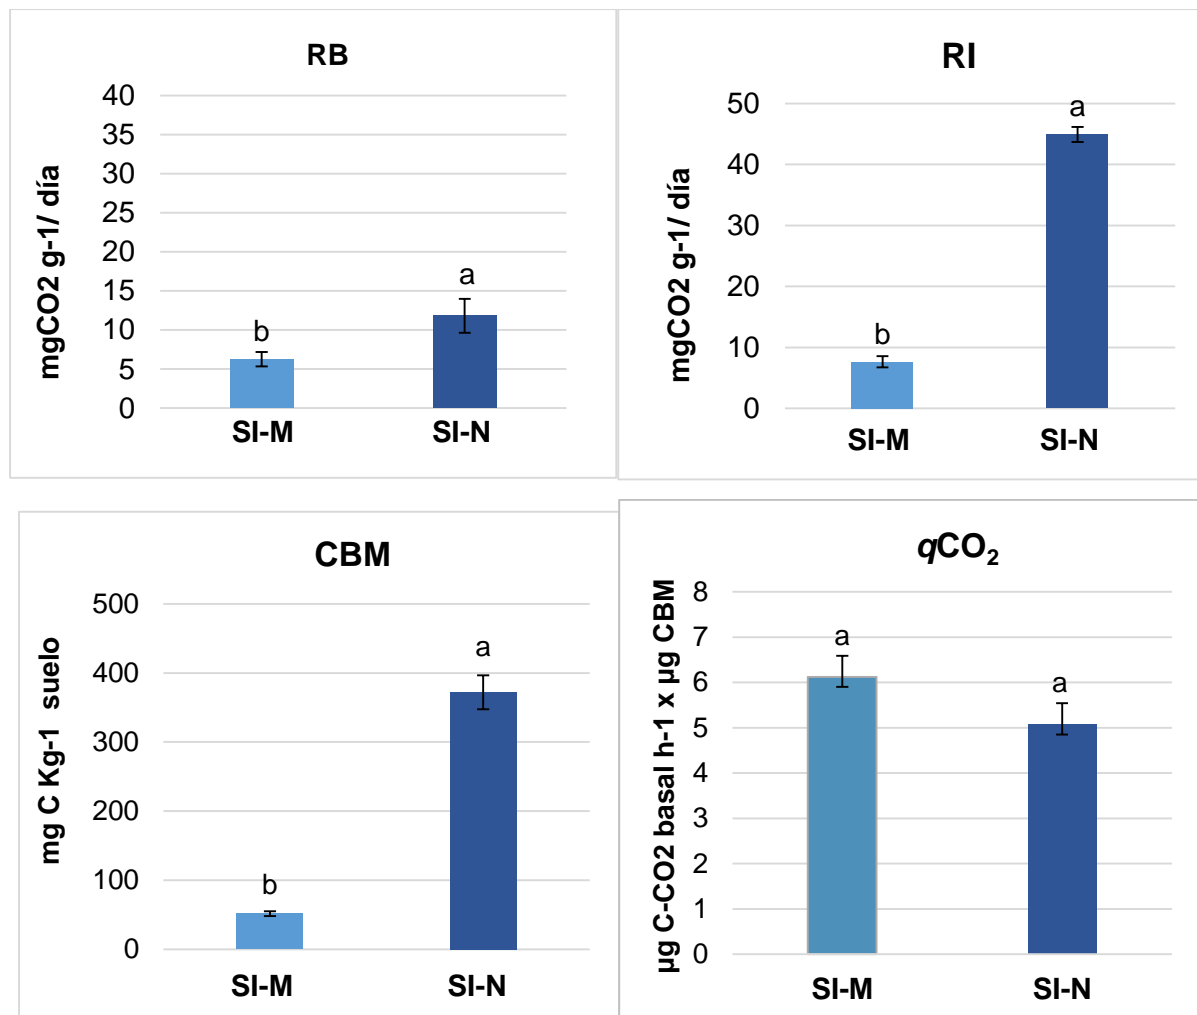 RB
mgCO2 g-1/ día
40
35
30
25
20
15
10
5
0
b
a
SI-M SI-N
RI
mgCO2 g-1/ día
50
40
30
20
10
0
b
a
SI-M SI-N
CBM
mg C Kg-1 suelo
500
400
300
200
100
0
b
a
SI-M SI-N
qCO₂
µg C-CO2 basal h-1 x µg CBM
8
7
6
5
4
3
2
1
0
a
a
SI-M SI-N